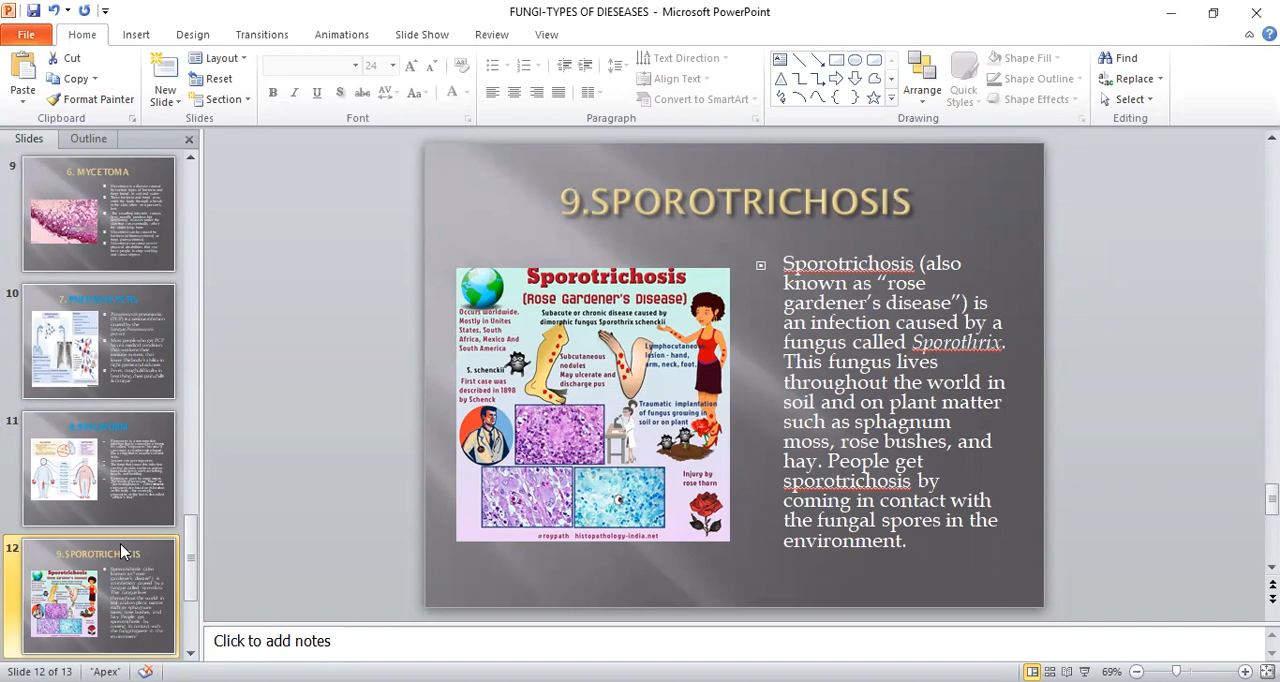 FUNGI-TYPES OF DIESEASES - Microsoft PowerPoint
File Home Insert Design Transitions Animations Slide Show Review View
Paste
Cut
Copy
Format Painter
Clipboard
New Slide
Layout
Reset
Section
Slides
24
Font
Text Direction
Align Text
Convert to SmartArt
Paragraph
Arrange
Quick Styles
Shape Fill
Shape Outline
Shape Effects
Drawing
Find
Replace
Select
Editing
Slides Outline
9
6. MYCETOMA
10
11
12
9.SPOROTRICHOSIS
9.SPOROTRICHOSIS
Sporotrichosis
(Rose Gardener's Disease)
Occurs worldwide.
Mostly in Unites
States, South
Africa, Mexico And
South America
Subacute or chronic disease caused by
dimorphic fungus Sporothrix schenckii
S. schenckii
First case was
described in 1898
by Schenck
Subcutaneous
nodules
May ulcerate and
discharge pus
Lymphocutaneous
lesion - hand,
arm, neck, foot.
Traumatic implantation
of fungus growing in
soil or on plant
Injury by
rose thorn
#roypath histopathology-india.net
Sporotrichosis (also
known as “rose
gardener’s disease”) is
an infection caused by a
fungus called Sporothrix.
This fungus lives
throughout the world in
soil and on plant matter
such as sphagnum
moss, rose bushes, and
hay. People get
sporotrichosis by
coming in contact with
the fungal spores in the
environment.
Click to add notes
Slide 12 of 13
"Apex"
69%